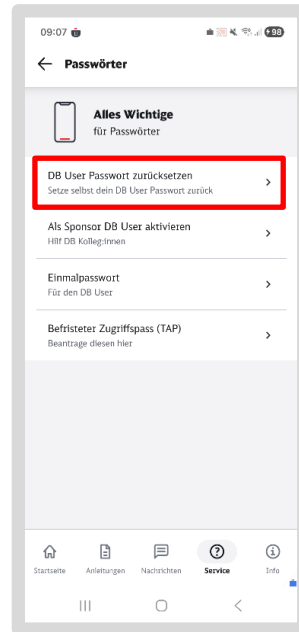 09:07
98
Passwörter
Alles Wichtige
für Passwörter
DB User Passwort zurücksetzen
Setze selbst dein DB User Passwort zurück
Als Sponsor DB User aktivieren
Hilf DB Kolleg:innen
Einmalpasswort
Für den DB User
Befristeter Zugriffspass (TAP)
Beantrage diesen hier
Startseite Anleitungen Nachrichten Service Info